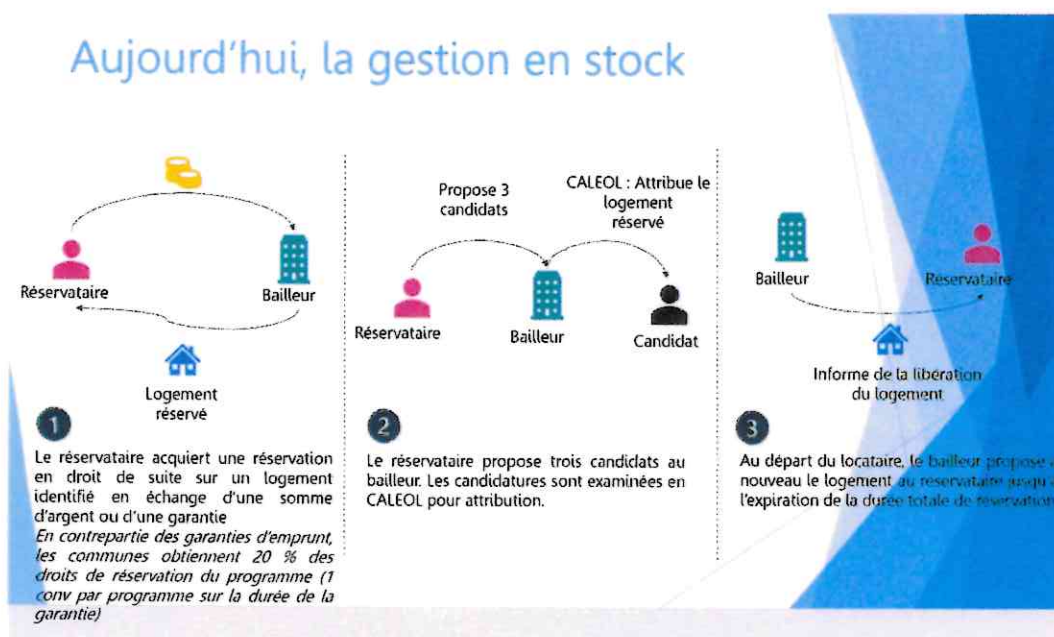 Aujourd'hui, la gestion en stock
Réservataire
Bailleur
Logement
réservé
1
Le réservataire acquiert une réservation
en droit de suite sur un logement
identifié en échange d'une somme
d'argent ou d'une garantie
En contrepartie des garanties d'emprunt,
les communes obtiennent 20 % des
droits de réservation du programme (1
conv par programme sur la durée de la
garantie)
Propose 3
candidats
CALEOL : Attribue le
logement
réservé
Réservataire
Bailleur
Candidat
2
Le réservataire propose trois candidats au
bailleur. Les candidatures sont examinées en
CALEOL pour attribution.
Bailleur
Réservataire
Informe de la libération
du logement
3
Au départ du locataire, le bailleur propose
nouveau le logement au réservataire jusqu'
l'expiration de la durée totale de réservation